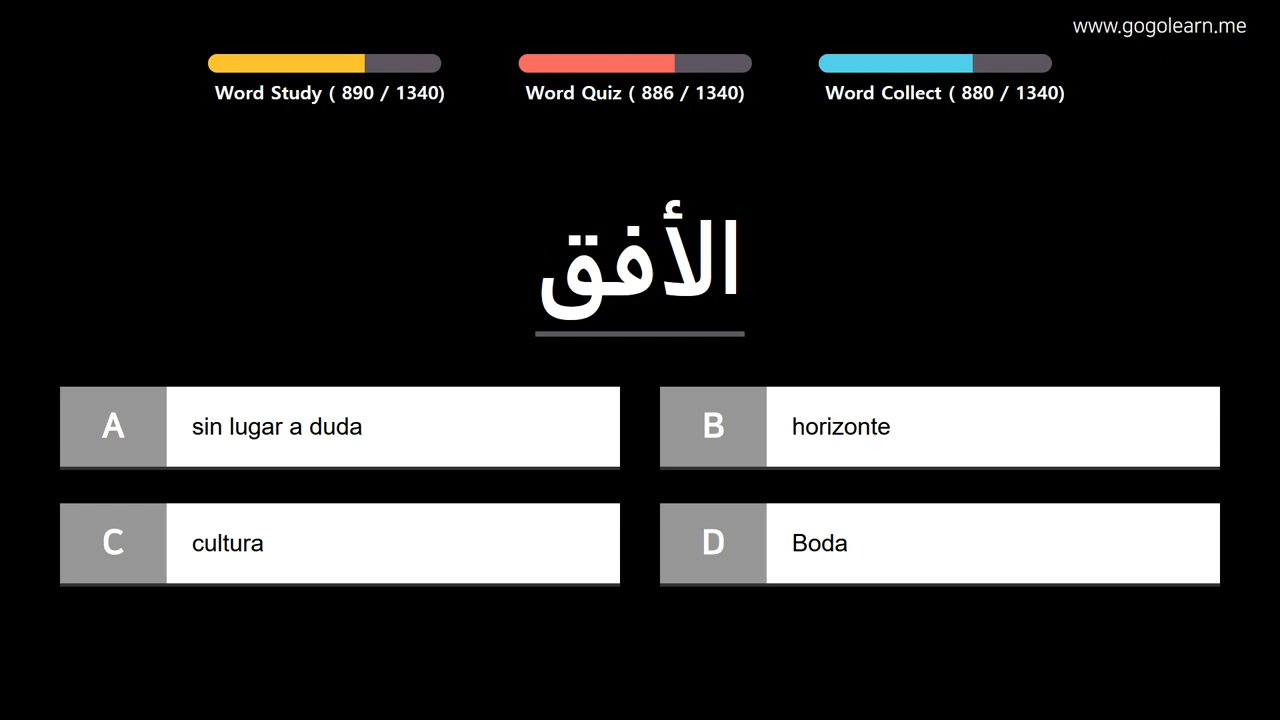 www.gogolearn.me
Word Study ( 890 / 1340)
Word Quiz ( 886 / 1340)
Word Collect ( 880 / 1340)
الأفق
A
sin lugar a duda
B
horizonte
C
cultura
D
Boda